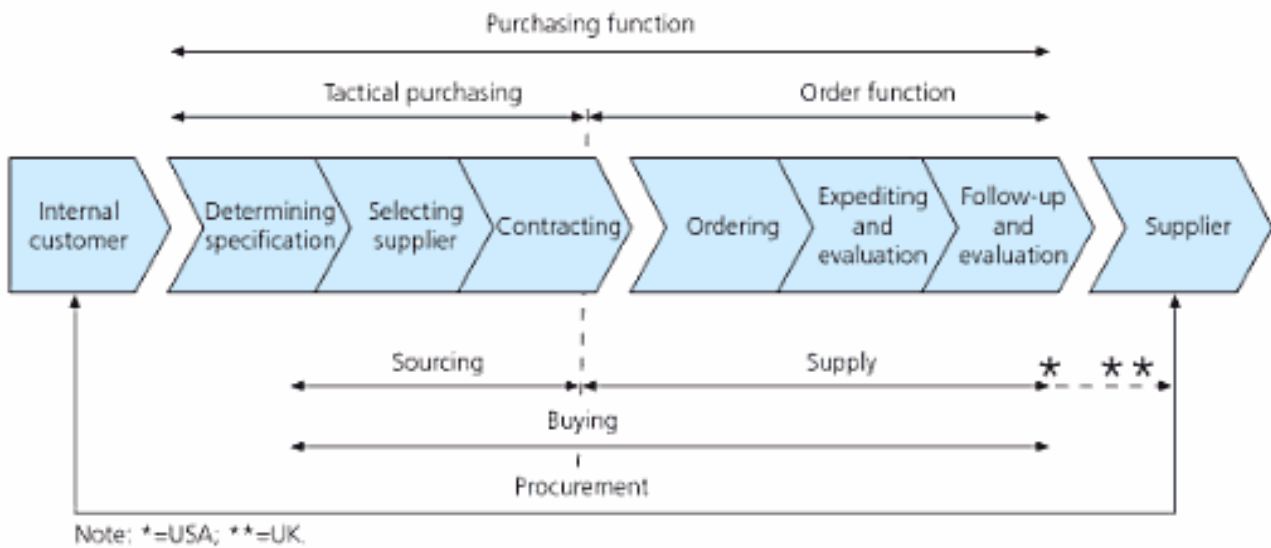 Purchasing function
Tactical purchasing
Order function
Internal
customer
Determining
specification
Selecting
supplier
Contracting
Ordering
Expediting
and
evaluation
Follow-up
and
evaluation
Supplier
Sourcing
Supply
* **
Buying
Procurement
Note: *=USA; **=UK.